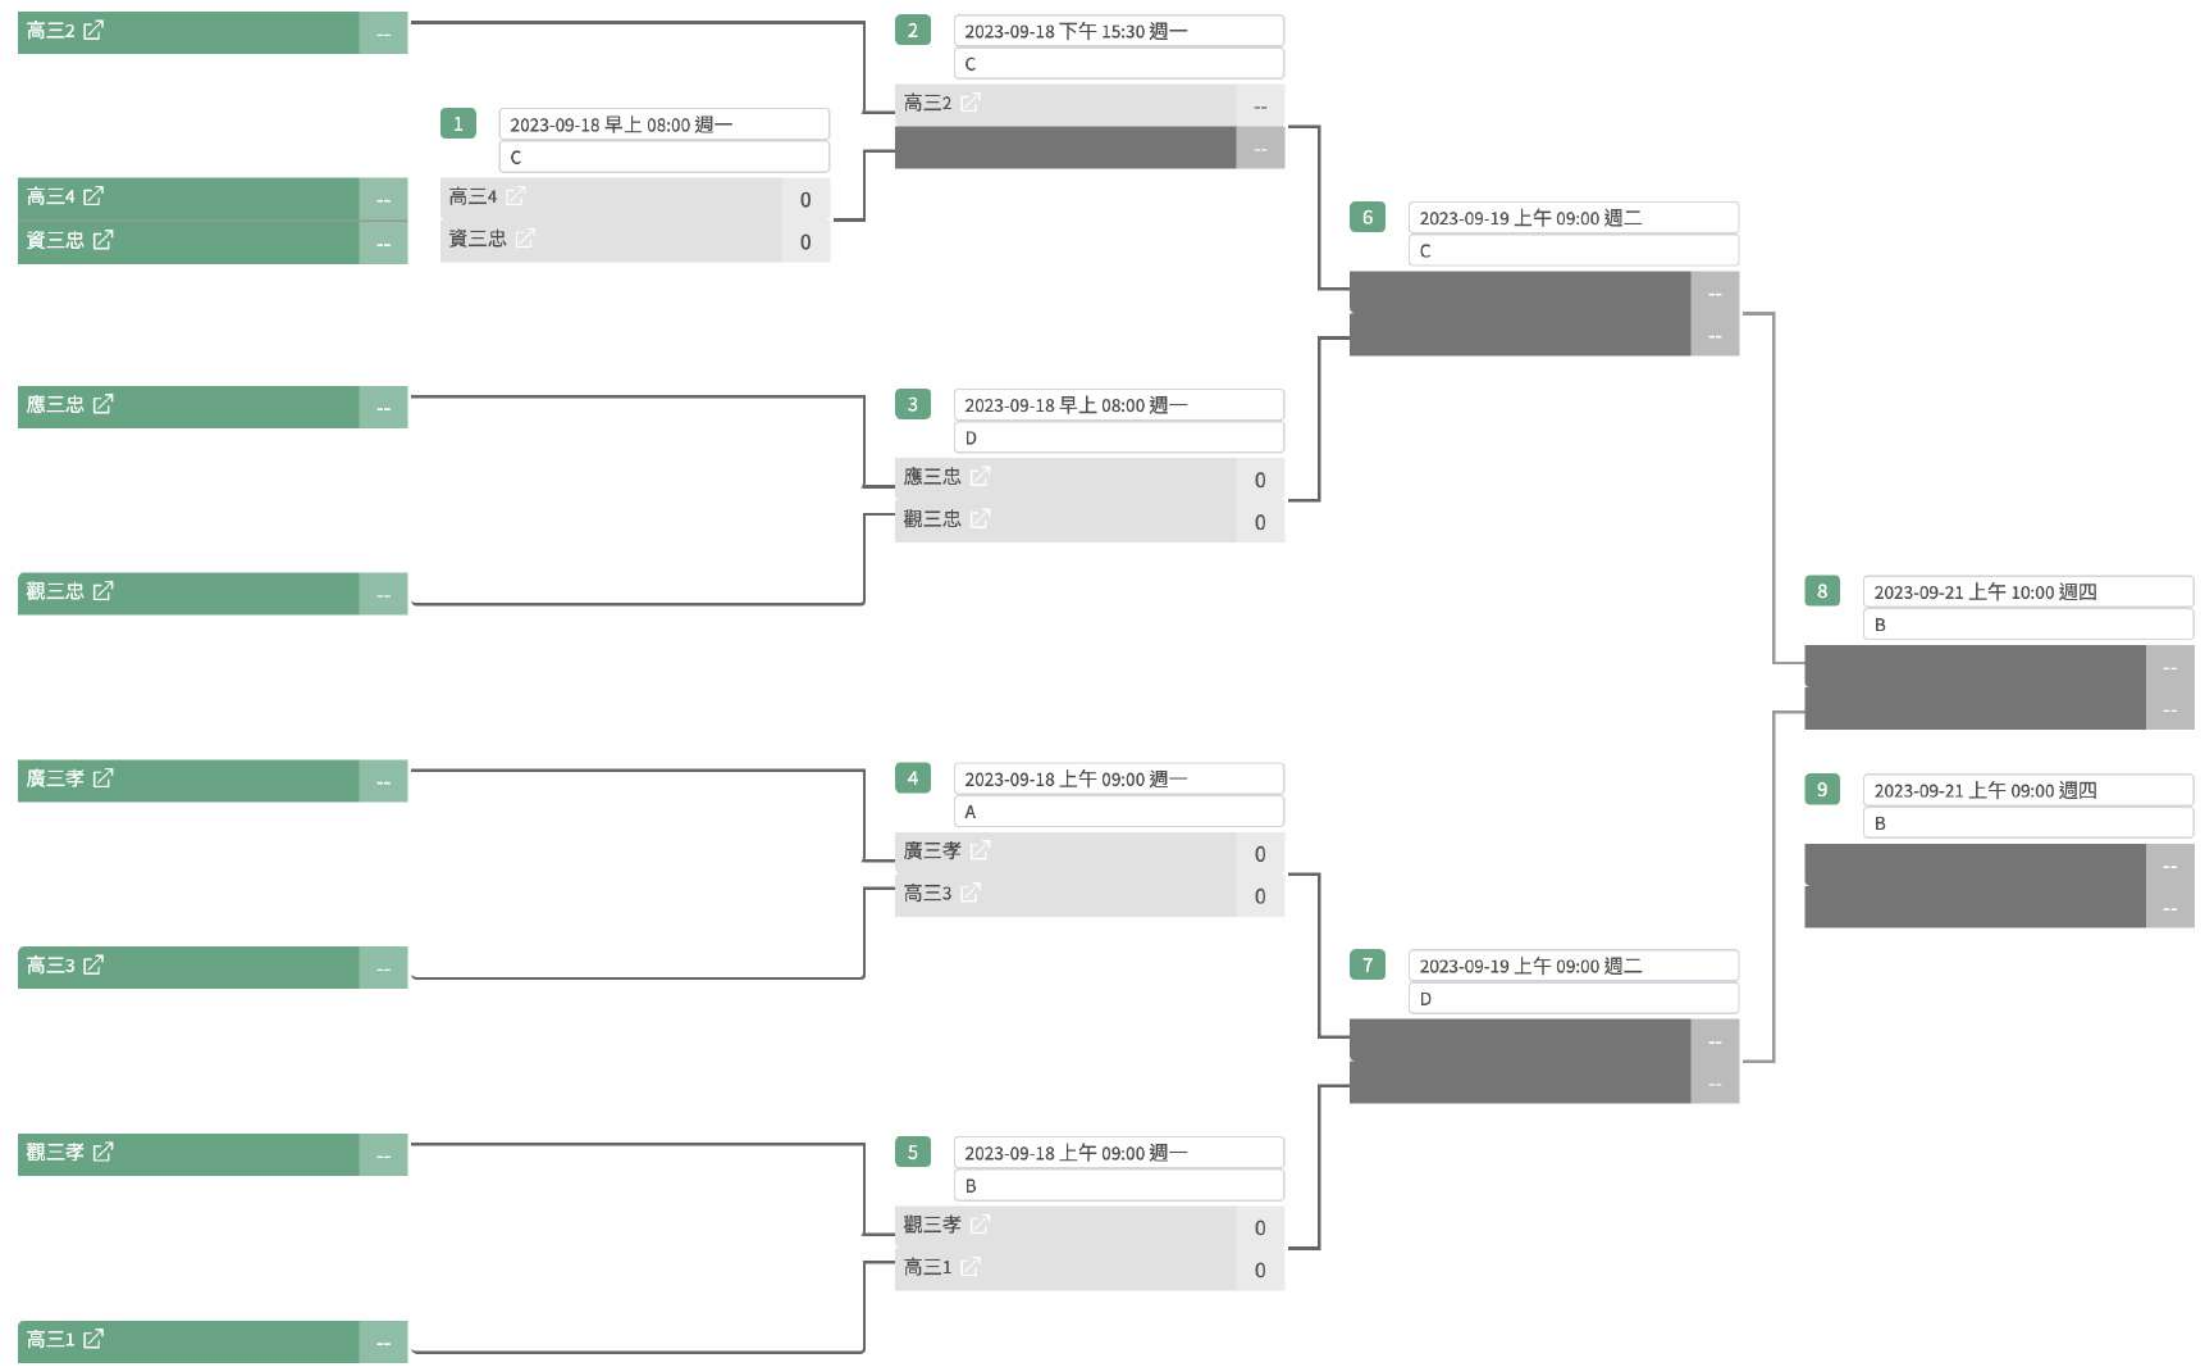 高三2 --
高三4 --
資三忠 --
應三忠 --
觀三忠 --
廣三孝 --
高三3 --
觀三孝 --
高三1 --
1
2023-09-18 早上 08:00 週一
C
高三4 0
資三忠 0
2
2023-09-18 下午 15:30 週一
C
高三2 --
--
3
2023-09-18 早上 08:00 週一
D
應三忠 0
觀三忠 0
4
2023-09-18 上午 09:00 週一
A
廣三孝 0
高三3 0
5
2023-09-18 上午 09:00 週一
B
觀三孝 0
高三1 0
6
2023-09-19 上午 09:00 週二
C
--
--
7
2023-09-19 上午 09:00 週二
D
--
--
8
2023-09-21 上午 10:00 週四
B
--
--
9
2023-09-21 上午 09:00 週四
B
--
--